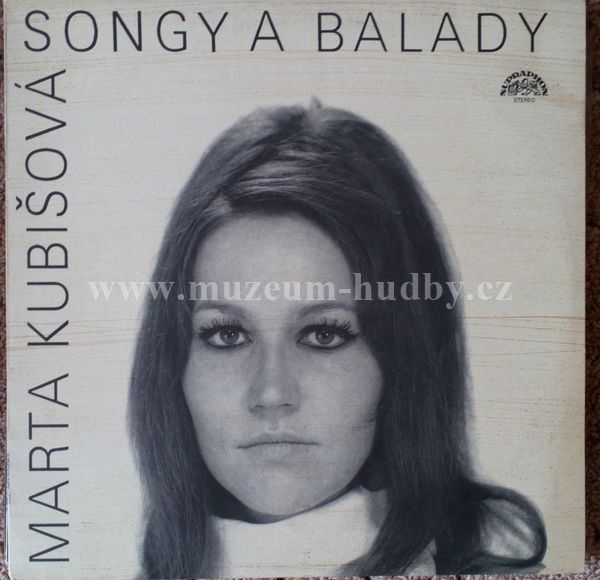 SONGY A BALADY
MARTA KUBIŠOVÁ
SUPRAPHON
STEREO
www.muzeum-hudby.cz